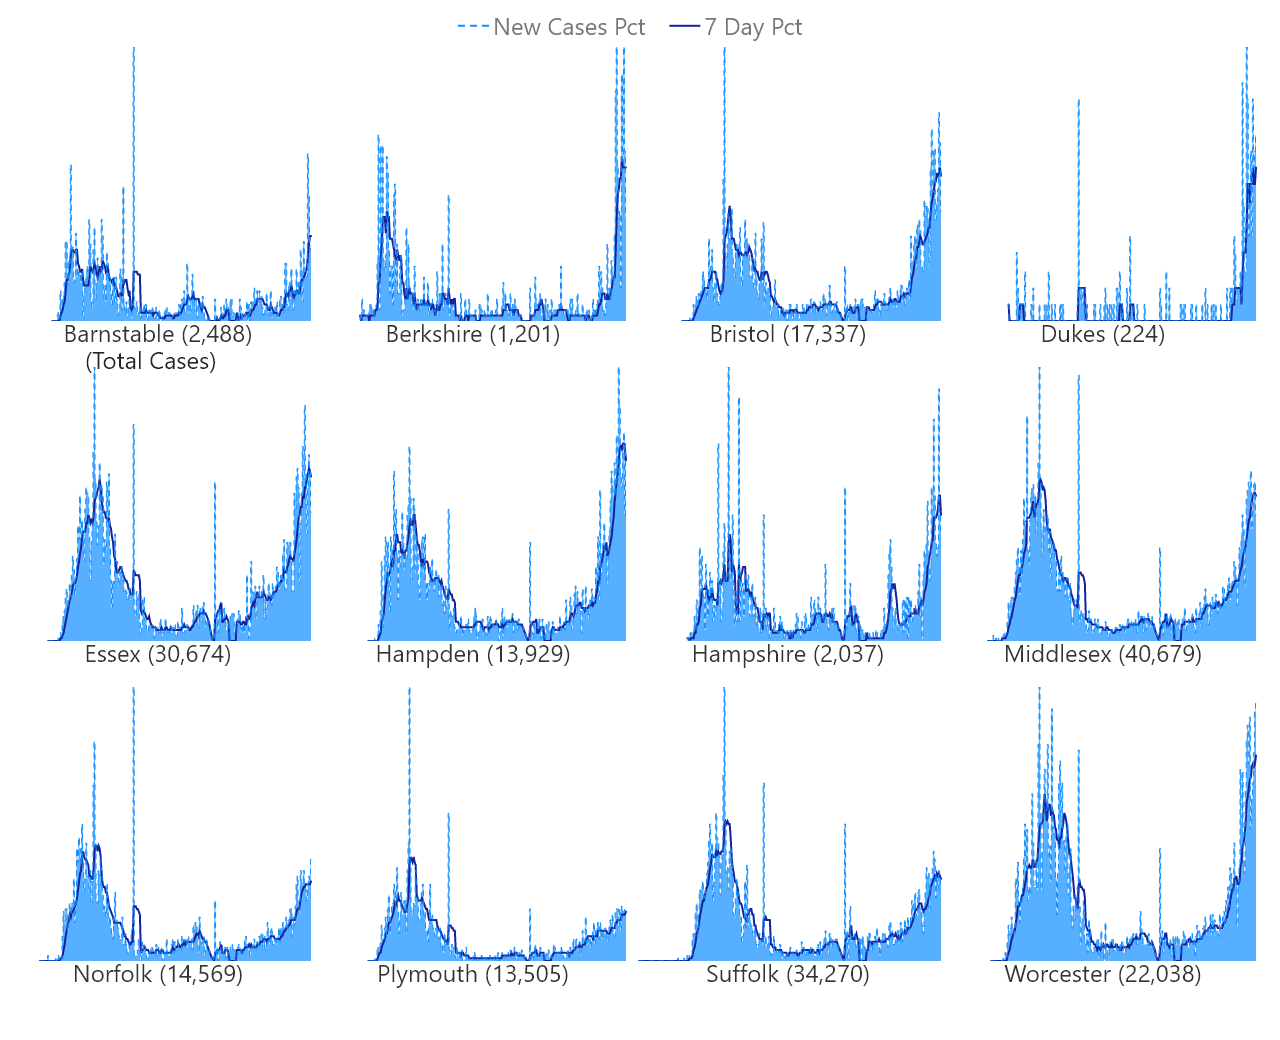 New Cases Pct 7 Day Pct
Barnstable (2,488) Berkshire (1,201) Bristol (17,337) Dukes (224)
(Total Cases)
Essex (30,674) Hampden (13,929) Hampshire (2,037) Middlesex (40,679)
Norfolk (14,569) Plymouth (13,505) Suffolk (34,270) Worcester (22,038)